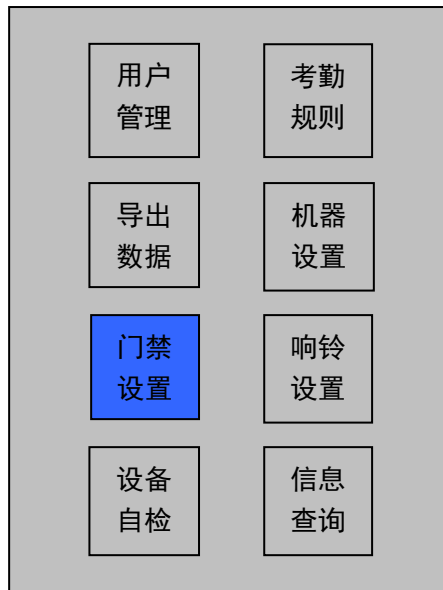 用户
管理
考勤
规则
导出
数据
机器
设置
门禁
设置
响铃
设置
设备
自检
信息
查询